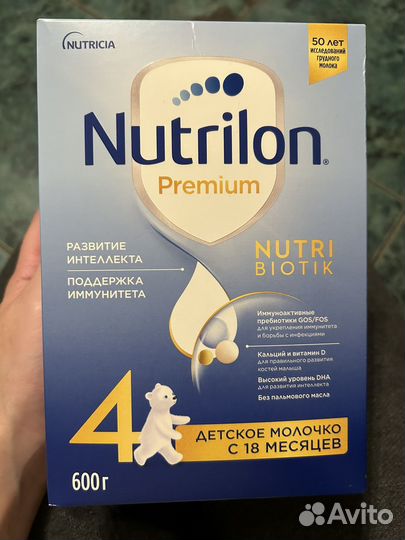 NUTRICIA
50 ЛЕТ
ИССЛЕДОВАНИЙ
ГРУДНОГО
МОЛОКА
Nutrilon®
Premium
РАЗВИТИЕ
ИНТЕЛЛЕКТА
ПОДДЕРЖКА
ИММУНИТЕТА
NUTRI
BIOTIK
Иммуноактивные
пребиотики GOS/FOS
для укрепления иммунитета
и борьбы с инфекциями
Кальций и витамин D
для правильного развития
костей малыша
Высокий уровень DHA
для развития интеллекта
Без пальмового масла
4
ДЕТСКОЕ МОЛОЧКО
С 18 МЕСЯЦЕВ
600 г
Avito